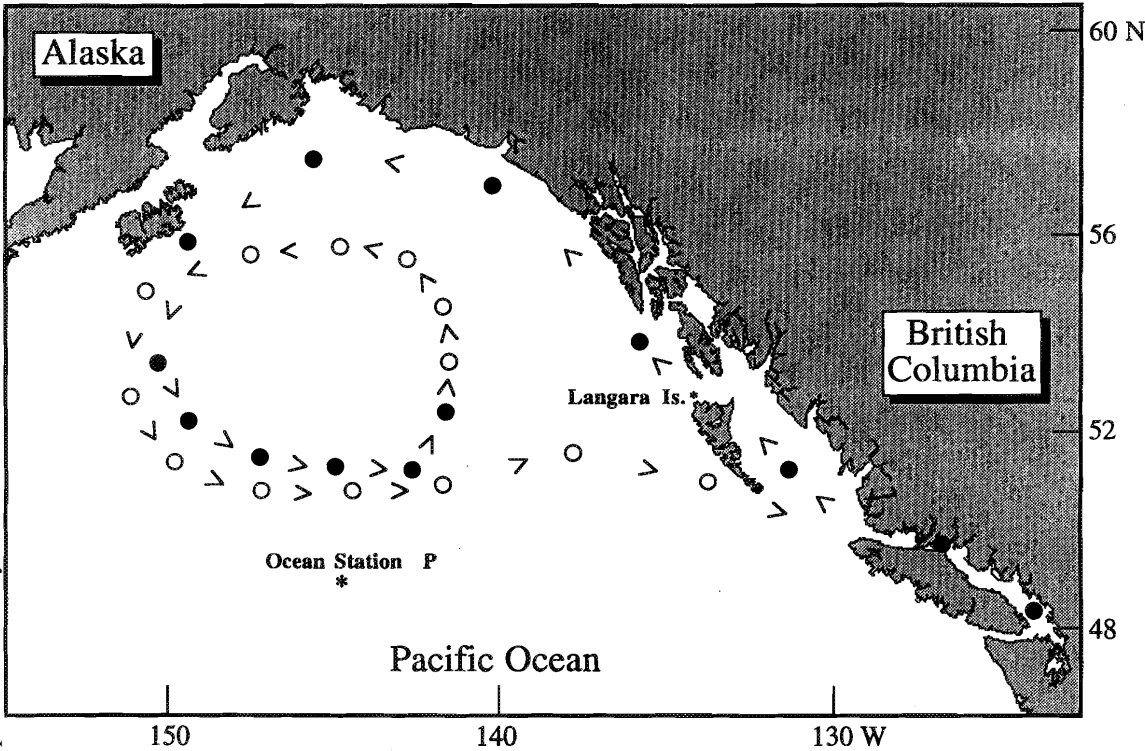 60 N
Alaska
56
British
Columbia
Langara Is.*
52
Ocean Station P
*
48
Pacific Ocean
150
140
130 W